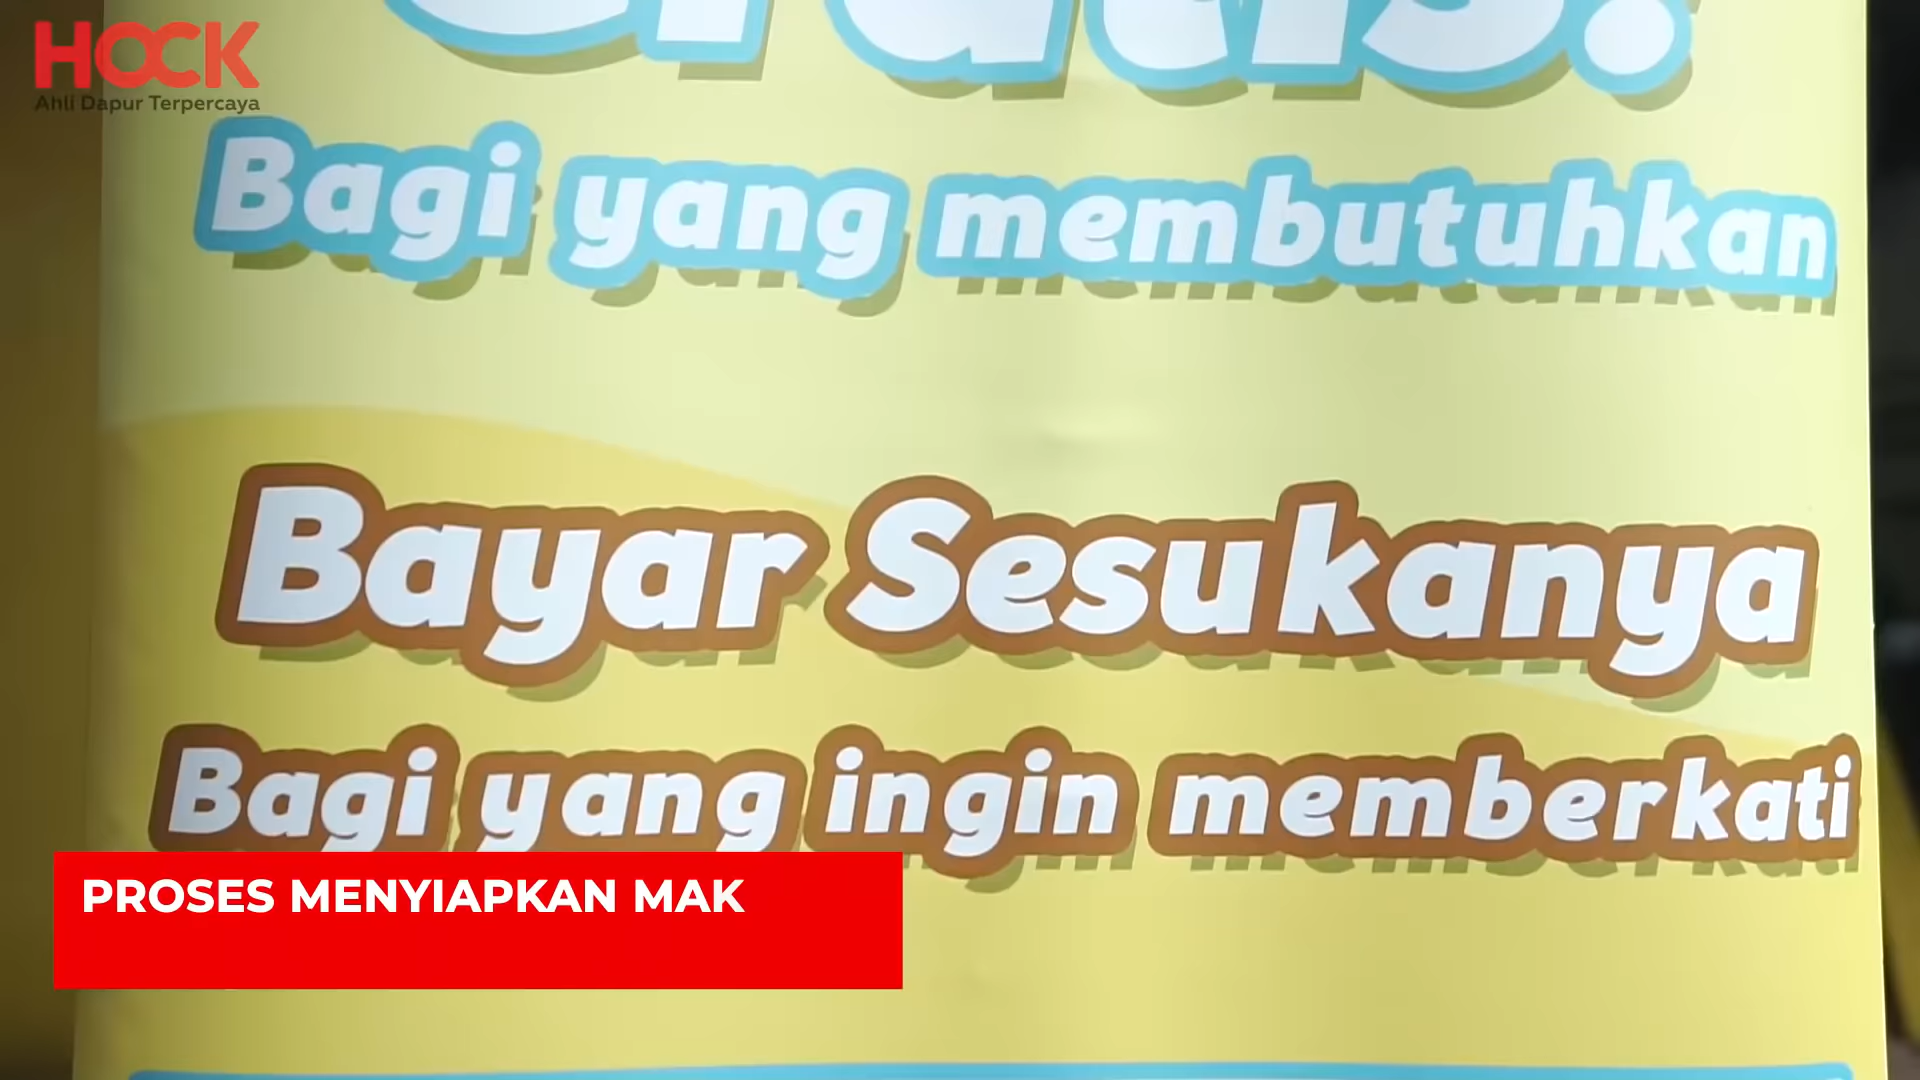 HOCK
Ahli Dapur Terpercaya
Bagi yang membutuhkan
Bayar Sesukanya
Bagi yang ingin memberkati
PROSES MENYIAPKAN MAK